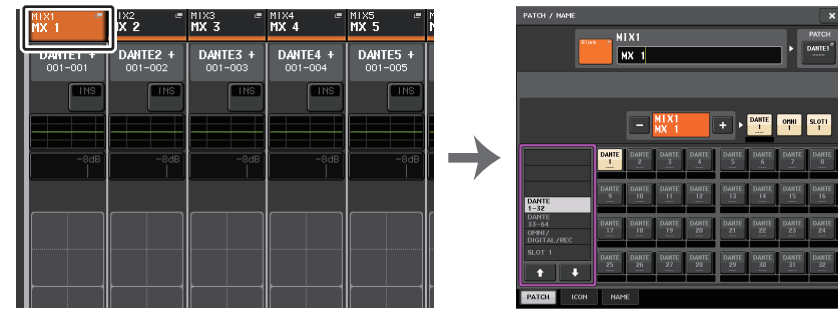 MIX1
MX 1
IX2
X 2
MIX3
MX 3
MIX4
MX 4
MIX5
MX 5
DANTE1 +
001-001
DANTE2 +
001-002
DANTE3 +
001-003
DANTE4 +
001-004
DANTE5 +
001-005
INS
INS
INS
INS
-8dB
-8dB
-8dB
-8dB
PATCH / NAME
×
Blank
MIX1
MX 1
PATCH
DANTE1
-
MIX1
MX 1
+
DANTE
1
OMNI
1
SLOT1
1
DANTE
1-32
DANTE
33-64
OMNI/
DIGITAL/REC
SLOT 1
DANTE
1
DANTE
2
DANTE
3
DANTE
4
DANTE
5
DANTE
6
DANTE
7
DANTE
8
DANTE
9
DANTE
10
DANTE
11
DANTE
12
DANTE
13
DANTE
14
DANTE
15
DANTE
16
DANTE
17
DANTE
18
DANTE
19
DANTE
20
DANTE
21
DANTE
22
DANTE
23
DANTE
24
DANTE
25
DANTE
26
DANTE
27
DANTE
28
DANTE
29
DANTE
30
DANTE
31
DANTE
32
PATCH
ICON
NAME